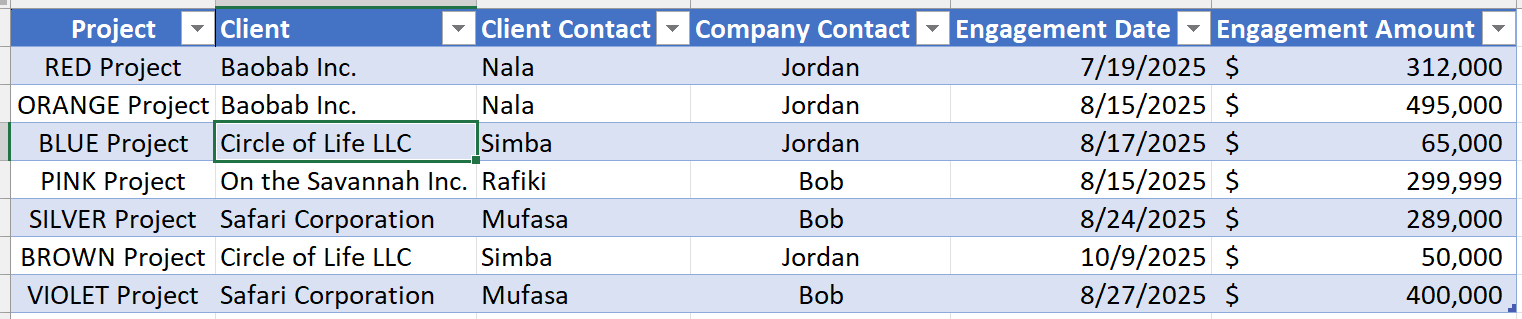 Project Client Client Contact Company Contact Engagement Date Engagement Amount
RED Project Baobab Inc. Nala Jordan 7/19/2025 $ 312,000
ORANGE Project Baobab Inc. Nala Jordan 8/15/2025 $ 495,000
BLUE Project Circle of Life LLC Simba Jordan 8/17/2025 $ 65,000
PINK Project On the Savannah Inc. Rafiki Bob 8/15/2025 $ 299,999
SILVER Project Safari Corporation Mufasa Bob 8/24/2025 $ 289,000
BROWN Project Circle of Life LLC Simba Jordan 10/9/2025 $ 50,000
VIOLET Project Safari Corporation Mufasa Bob 8/27/2025 $ 400,000